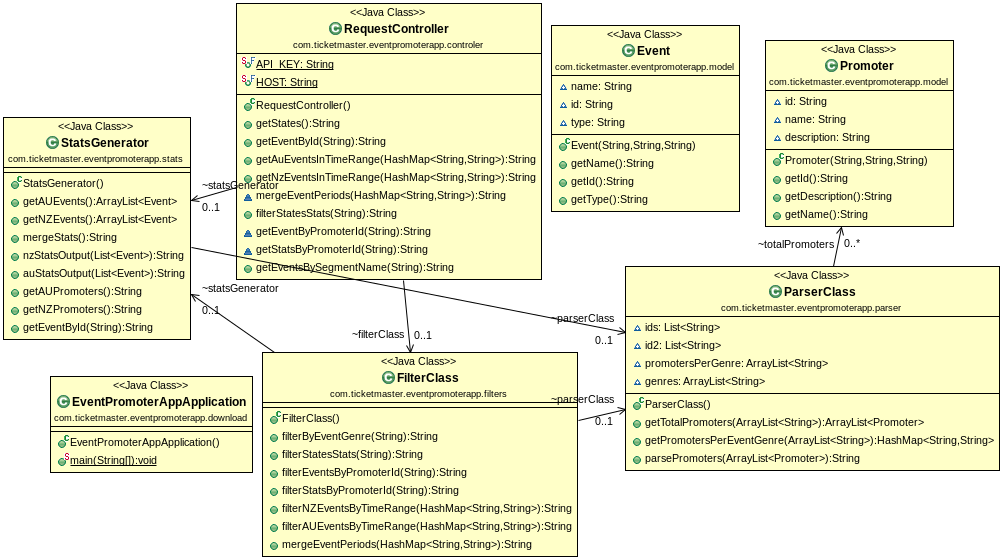 <<Java Class>>
RequestController
com.ticketmaster.eventpromoterapp.controler
API_KEY: String
HOST: String
RequestController()
getStates():String
getEventById(String):String
getAuEventsInTimeRange(HashMap<String,String>):String
getNzEventsInTimeRange(HashMap<String,String>):String
mergeEventPeriods(HashMap<String,String>):String
filterStatesStats(String):String
getEventByPromoterId(String):String
getStatsByPromoterId(String):String
getEventsBySegmentName(String):String
<<Java Class>>
Event
com.ticketmaster.eventpromoterapp.model
name: String
id: String
type: String
Event(String,String,String)
getName():String
getId():String
getType():String
<<Java Class>>
Promoter
com.ticketmaster.eventpromoterapp.model
id: String
name: String
description: String
Promoter(String,String,String)
getId():String
getDescription():String
getName():String
<<Java Class>>
StatsGenerator
com.ticketmaster.eventpromoterapp.stats
StatsGenerator()
getAUEvents():ArrayList<Event>
getNZEvents():ArrayList<Event>
mergeStats():String
nzStatsOutput(List<Event>):String
auStatsOutput(List<Event>):String
getAUPromoters():String
getNZPromoters():String
getEventById(String):String
~statsGenerator
0..1
~statsGenerator
0..1
~filterClass
0..1
~parserClass
0..1
~totalPromoters
0..*
~parserClass
0..1
<<Java Class>>
ParserClass
com.ticketmaster.eventpromoterapp.parser
ids: List<String>
id2: List<String>
promotersPerGenre: ArrayList<String>
genres: ArrayList<String>
ParserClass()
getTotalPromoters(ArrayList<String>):ArrayList<Promoter>
getPromotersPerEventGenre(ArrayList<String>):HashMap<String,String>
parsePromoters(ArrayList<Promoter>):String
<<Java Class>>
EventPromoterAppApplication
com.ticketmaster.eventpromoterapp.download
EventPromoterAppApplication()
main(String[]):void
<<Java Class>>
FilterClass
com.ticketmaster.eventpromoterapp.filters
FilterClass()
filterByEventGenre(String):String
filterStatesStats(String):String
filterEventsByPromoterId(String):String
filterStatsByPromoterId(String):String
filterNZEventsByTimeRange(HashMap<String,String>):String
filterAUEventsByTimeRange(HashMap<String,String>):String
mergeEventPeriods(HashMap<String,String>):String